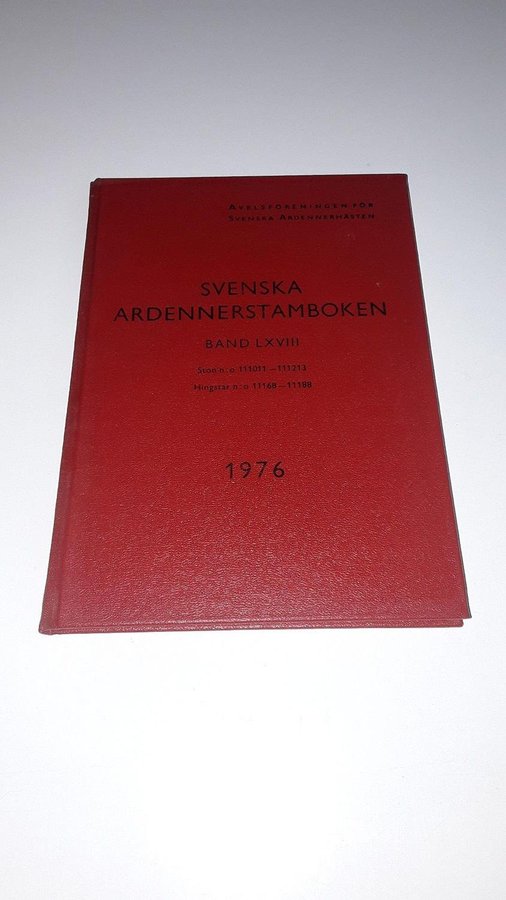 AVELSFÖRENINGEN FÖR
SVENSKA ARDENNERHÄSTEN
SVENSKA
ARDENNERSTAMBOKEN
BAND LXVIII
Ston n:o 111011—111213
Hingstar n:o 11168—11188
1976